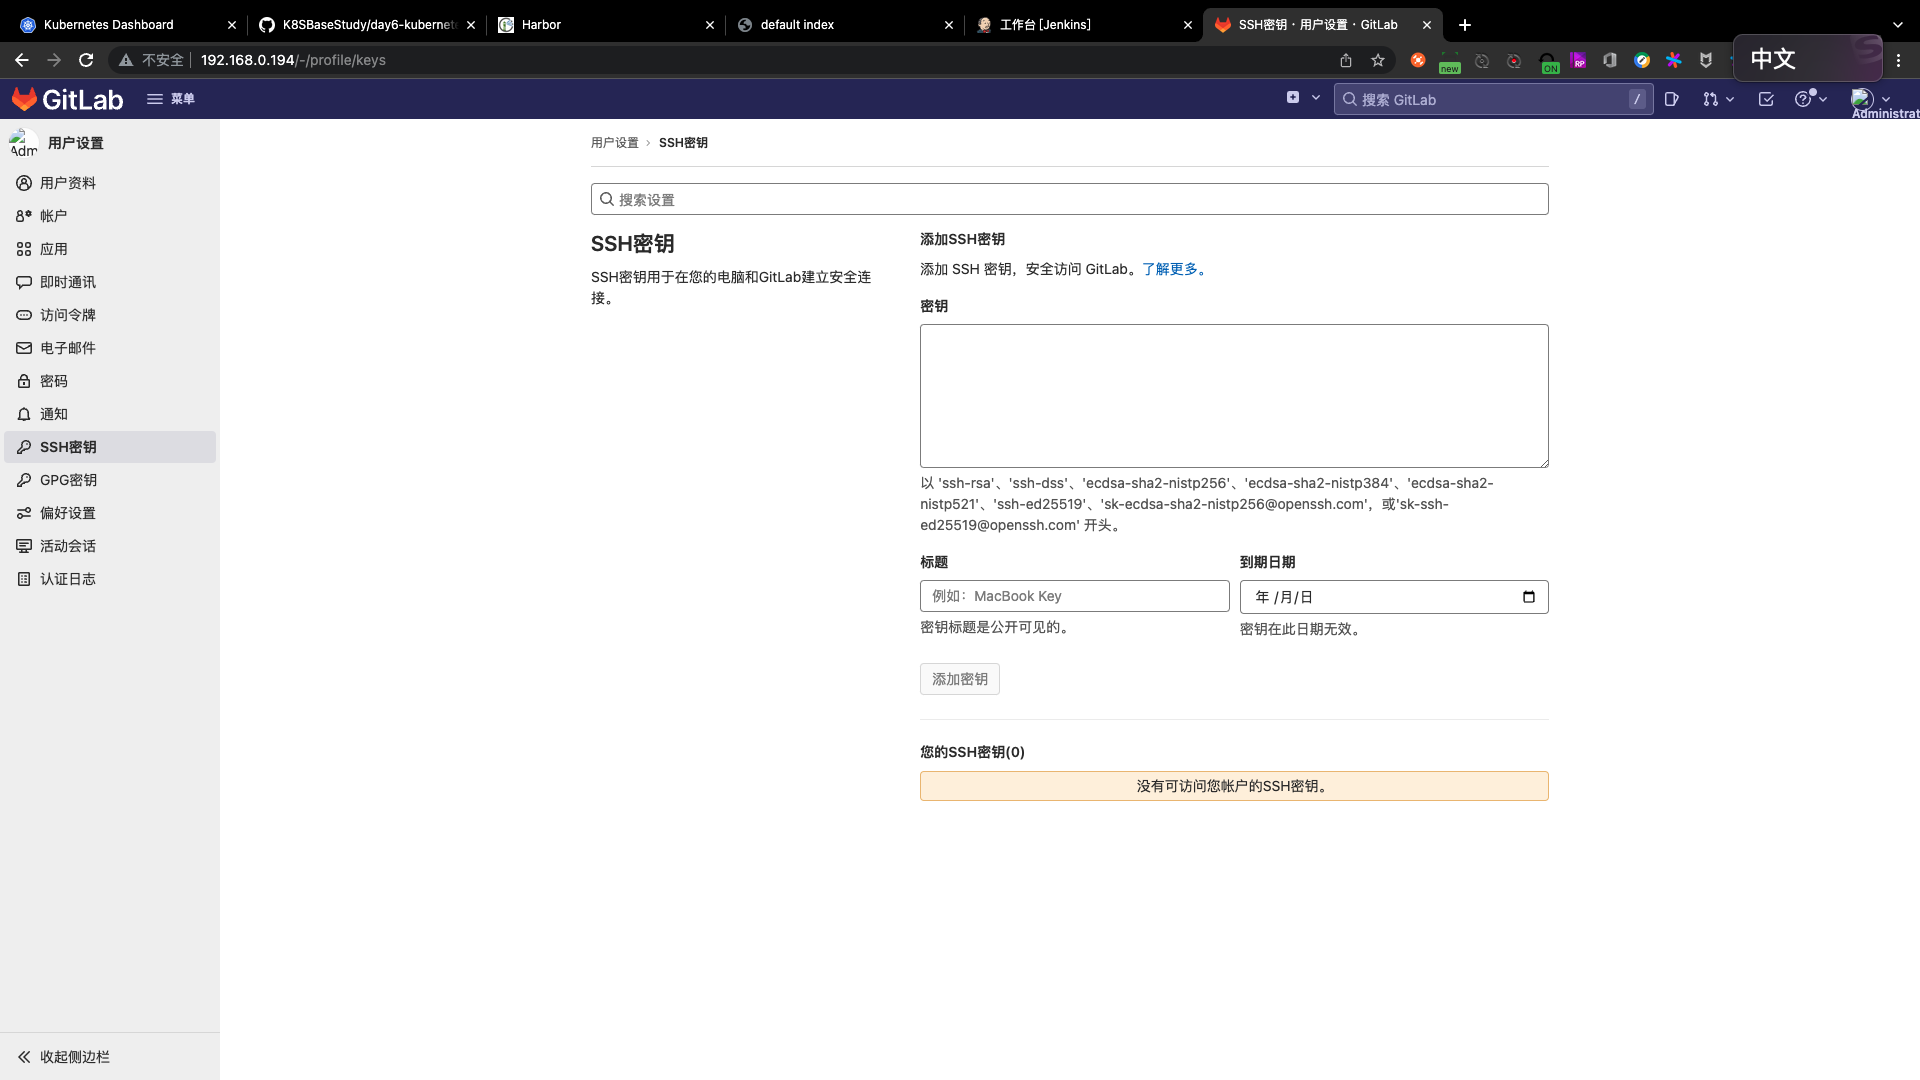 Kubernetes Dashboard
K8SBaseStudy/day6-kubernete
Harbor
default index
工作台 [Jenkins]
SSH密钥 · 用户设置 · GitLab
不安全
192.168.0.194/-/profile/keys
new
ON
RP
中文
GitLab
菜单
搜索 GitLab
/
Administrat
Adm
用户设置
用户资料
帐户
应用
即时通讯
访问令牌
电子邮件
密码
通知
SSH密钥
GPG密钥
偏好设置
活动会话
认证日志
收起侧边栏
用户设置 › SSH密钥
搜索设置
SSH密钥
SSH密钥用于在您的电脑和GitLab建立安全连
接。
添加SSH密钥
添加 SSH 密钥，安全访问 GitLab。了解更多。
密钥
以 'ssh-rsa'、'ssh-dss'、'ecdsa-sha2-nistp256'、'ecdsa-sha2-nistp384'、'ecdsa-sha2-
nistp521'、'ssh-ed25519'、'sk-ecdsa-sha2-nistp256@openssh.com'，或'sk-ssh-
ed25519@openssh.com' 开头。
标题
到期日期
例如：MacBook Key
年 /月/日
密钥标题是公开可见的。
密钥在此日期无效。
添加密钥
您的SSH密钥(0)
没有可访问您帐户的SSH密钥。